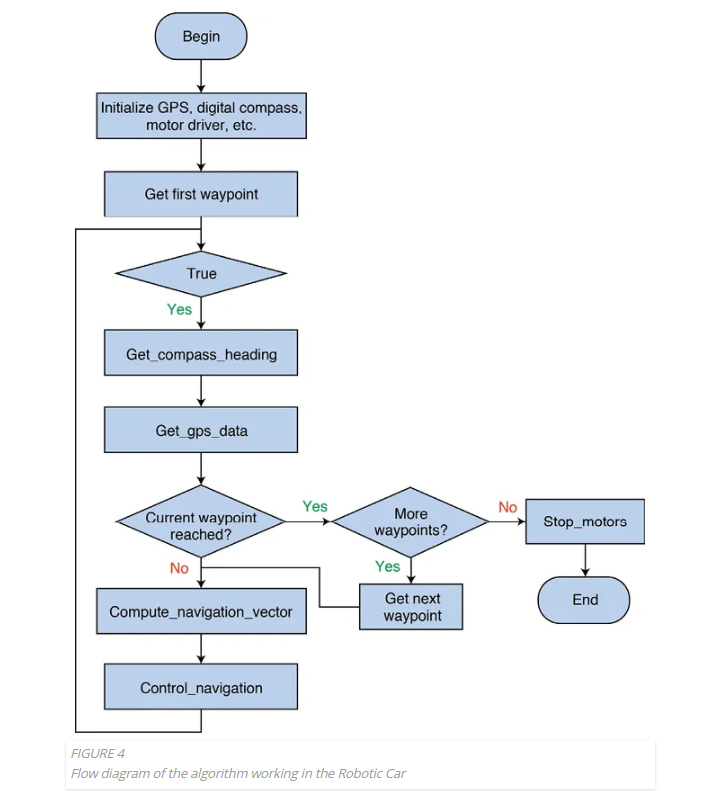 Begin
Initialize GPS, digital compass,
motor driver, etc.
Get first waypoint
True
Yes
Get_compass_heading
Get_gps_data
Current waypoint
reached?
Yes
More
waypoints?
No
Stop_motors
No
Yes
Compute_navigation_vector
Get next
waypoint
End
Control_navigation
FIGURE 4
Flow diagram of the algorithm working in the Robotic Car